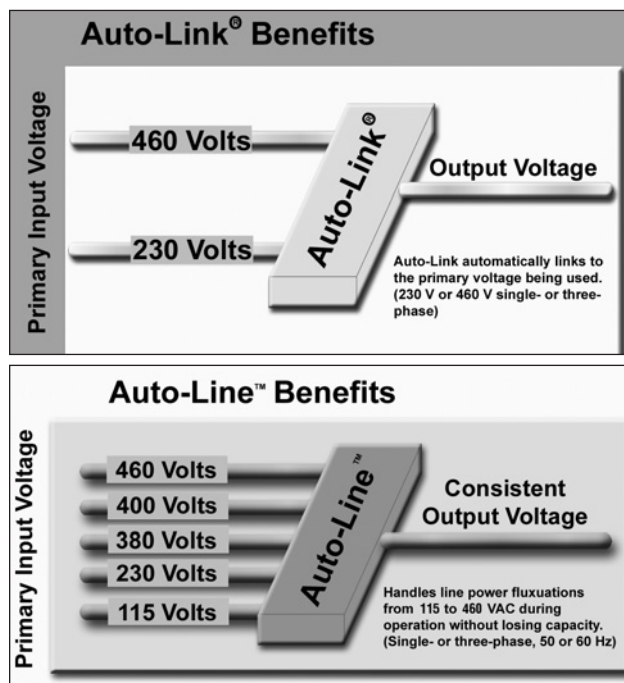 Auto-Link® Benefits
Primary Input Voltage
460 Volts
230 Volts
Auto-Link®
Output Voltage
Auto-Link automatically links to
the primary voltage being used.
(230 V or 460 V single- or three-
phase)
Auto-Line™ Benefits
Primary Input Voltage
460 Volts
400 Volts
380 Volts
230 Volts
115 Volts
Auto-Line™
Consistent
Output Voltage
Handles line power fluxuations
from 115 to 460 VAC during
operation without losing capacity.
(Single- or three-phase, 50 or 60 Hz)